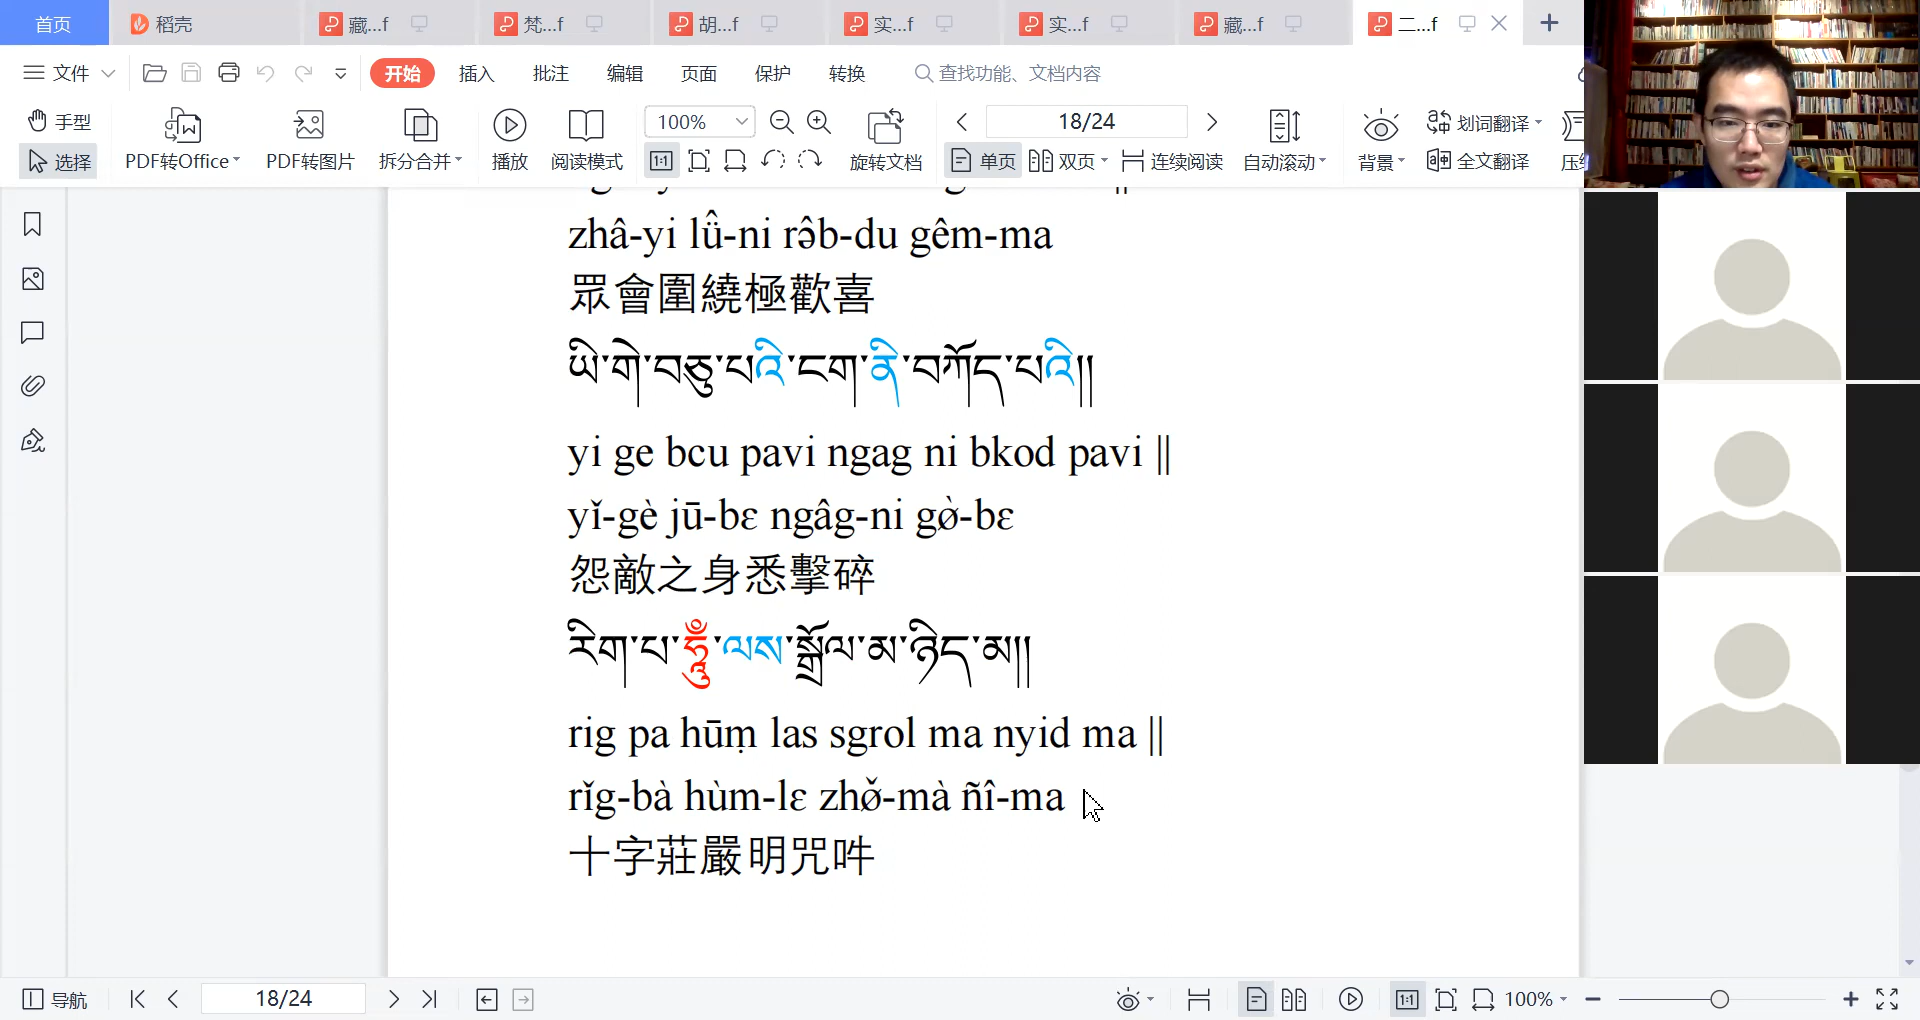 首页 稻壳 藏...f 梵...f 胡...f 实...f 实...f 藏...f 二...f
文件 开始 插入 批注 编辑 页面 保护 转换 查找功能、文档内容
手型 选择 PDF转Office PDF转图片 拆分合并 播放 阅读模式 100% 旋转文档 18/24 单页 双页 连续阅读 自动滚动 背景 划词翻译 全文翻译
zhâ-yi lṻ-ni rə̂b-du gêm-ma
眾會圍繞極歡喜
ཡི་གེ་བཅུ་པའི་ངག་ནི་བཀོད་པའི།།
yi ge bcu pavi ngag ni bkod pavi ||
yǐ-gè jū-bɛ ngâg-ni gø̀-bɛ
怨敵之身悉擊碎
རིག་པ་ཧཱུྃ་ལས་སྒྲོལ་མ་ཉིད་མ།།
rig pa hūṃ las sgrol ma nyid ma ||
rǐg-bà hùm-lɛ zhø̌-mà ñî-ma
十字莊嚴明咒吽
导航 18/24 100%